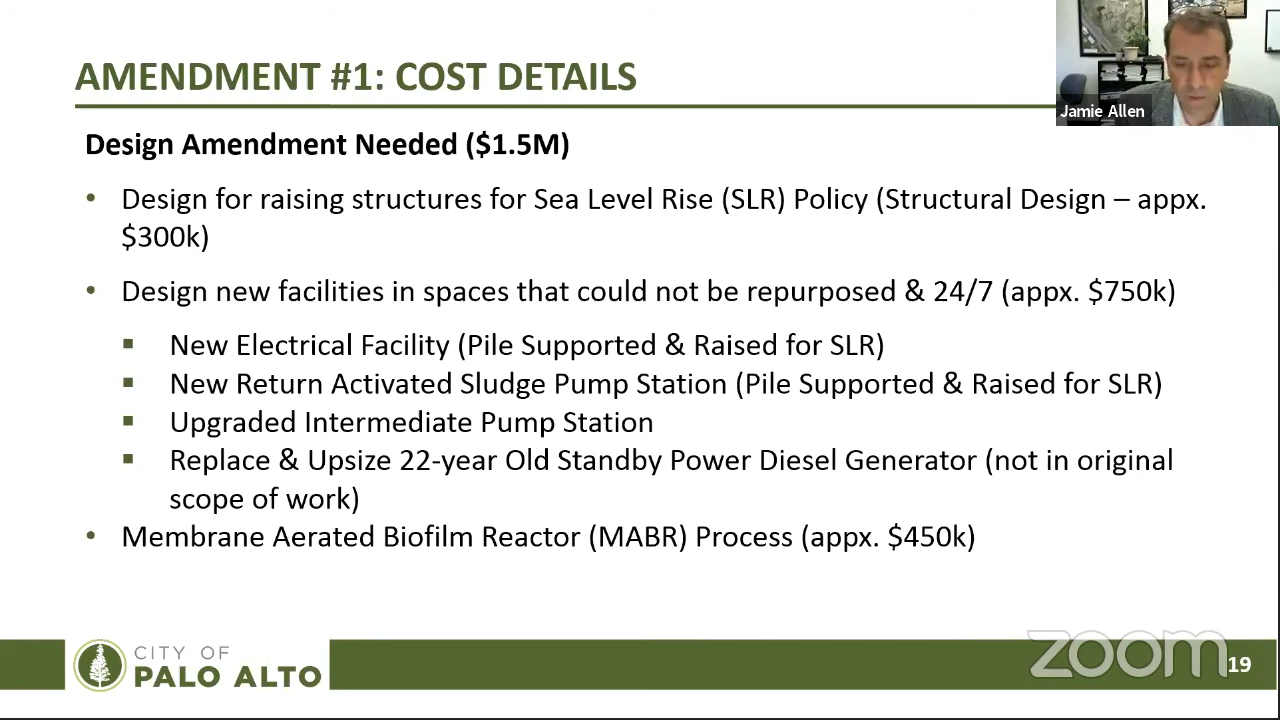 AMENDMENT #1: COST DETAILS
Jamie Allen
Design Amendment Needed ($1.5M)
• Design for raising structures for Sea Level Rise (SLR) Policy (Structural Design – appx.
$300k)
• Design new facilities in spaces that could not be repurposed & 24/7 (appx. $750k)
▪ New Electrical Facility (Pile Supported & Raised for SLR)
▪ New Return Activated Sludge Pump Station (Pile Supported & Raised for SLR)
▪ Upgraded Intermediate Pump Station
▪ Replace & Upsize 22-year Old Standby Power Diesel Generator (not in original
scope of work)
• Membrane Aerated Biofilm Reactor (MABR) Process (appx. $450k)
CITY OF
PALO ALTO
zoom
19